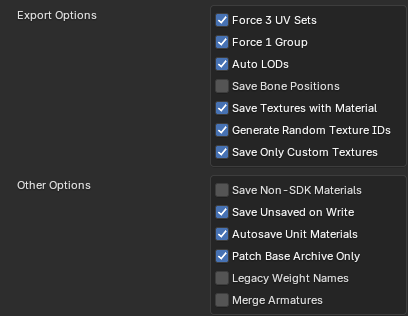 Export Options
Force 3 UV Sets
Force 1 Group
Auto LODs
Save Bone Positions
Save Textures with Material
Generate Random Texture IDs
Save Only Custom Textures
Other Options
Save Non-SDK Materials
Save Unsaved on Write
Autosave Unit Materials
Patch Base Archive Only
Legacy Weight Names
Merge Armatures